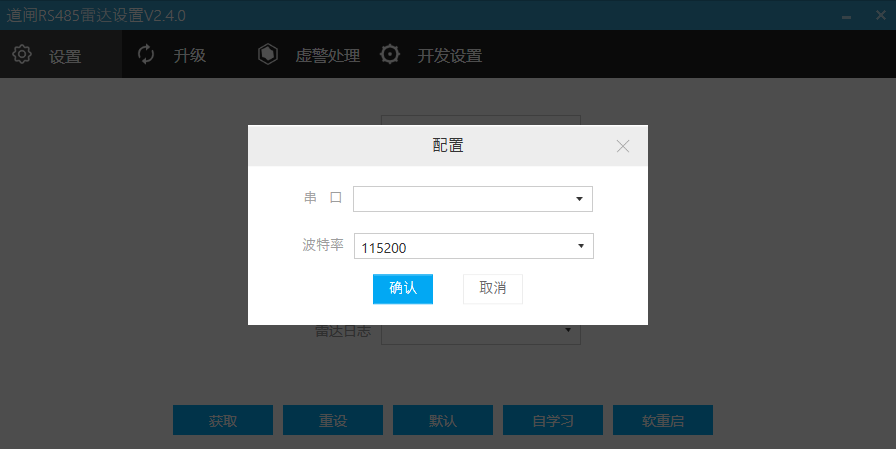 道闸RS485雷达设置V2.4.0
设置 升级 虚警处理 开发设置
配置
串 口
波特率 115200
确认 取消
雷达日志
获取 重设 默认 自学习 软重启